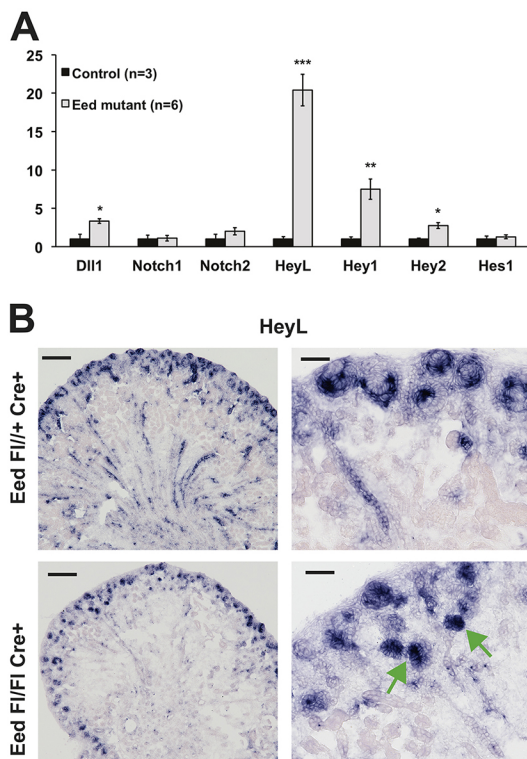 A
25
20
15
10
5
0
Control (n=3)
Eed mutant (n=6)
*
***
**
*
Dll1 Notch1 Notch2 HeyL Hey1 Hey2 Hes1
B
HeyL
Eed Fl//+ Cre+
Eed Fl/Fl Cre+